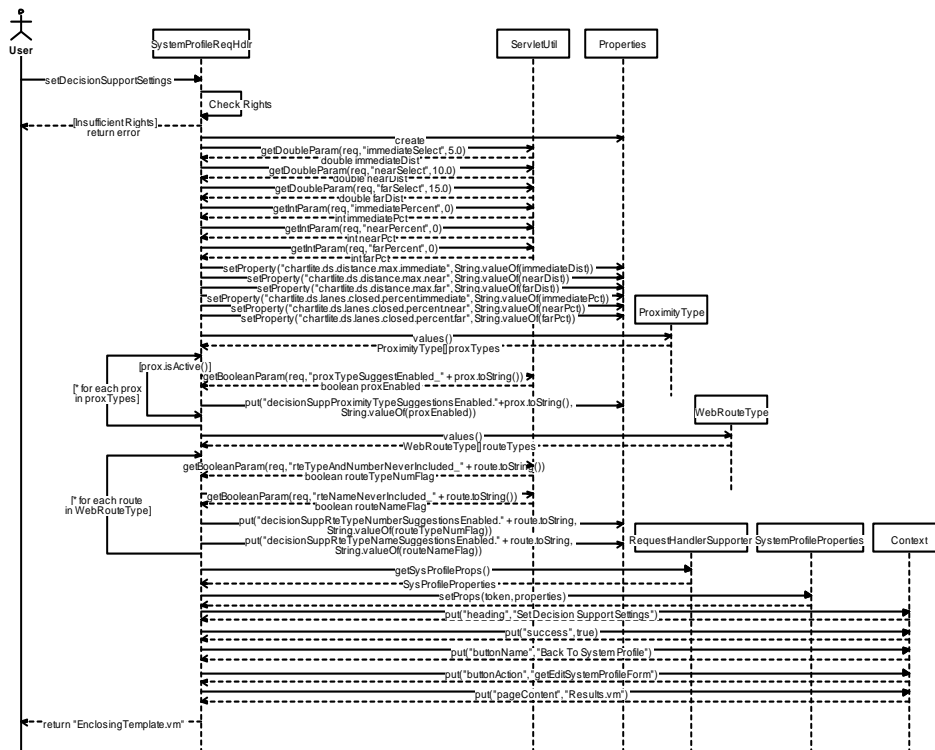 User
SystemProfileReqHdlr
ServletUtil
Properties
setDecisionSupportSettings
Check Rights
[Insufficient Rights]
return error
create
getDoubleParam(req,"immediateSelect",5.0)
double immediateDist
getDoubleParam(req,"nearSelect",10.0)
double nearDist
getDoubleParam(req,"farSelect",15.0)
double farDist
getIntParam(req,"immediatePercent",0)
int immediatePct
getIntParam(req,"nearPercent",0)
int nearPct
getIntParam(req,"farPercent",0)
int farPct
setProperty("chartlite.ds.distance.max.immediate", String.valueOf(immediateDist))
setProperty("chartlite.ds.distance.max.near", String.valueOf(nearDist))
setProperty("chartlite.ds.distance.max.far", String.valueOf(farDist))
setProperty("chartlite.ds.lanes.closed.percent.immediate", String.valueOf(immediatePct))
setProperty("chartlite.ds.lanes.closed.percent.near", String.valueOf(nearPct))
setProperty("chartlite.ds.lanes.closed.percent.far", String.valueOf(farPct))
ProximityType
values()
ProximityType[] proxTypes
[prox.isActive()]
getBooleanParam(req,"proxTypeSuggestEnabled_" + prox.toString())
boolean proxEnabled
[* for each prox
in proxTypes]
put("decisionSuppProximityTypeSuggestionsEnabled."+prox.toString(),
String.valueOf(proxEnabled))
WebRouteType
values()
WebRouteType[] routeTypes
getBooleanParam(req,"rteTypeAndNumberNeverIncluded_" + route.toString())
boolean routeTypeNumFlag
[* for each route
in WebRouteType]
getBooleanParam(req,"rteNameNeverIncluded_" + route.toString())
boolean routeNameFlag
put("decisionSuppRteTypeNumberSuggestionsEnabled." + route.toString,
String.valueOf(routeTypeNumFlag))
put("decisionSuppRteTypeNameSuggestionsEnabled." + route.toString,
String.valueOf(routeNameFlag))
RequestHandlerSupporter
SystemProfileProperties
Context
getSysProfileProps()
SysProfileProperties
setProps(token,properties)
put("heading","Set Decision Support Settings")
put("success",true)
put("buttonName","Back To System Profile")
put("buttonAction","getEditSystemProfileForm")
put("pageContent","Results.vm")
return "EnclosingTemplate.vm"